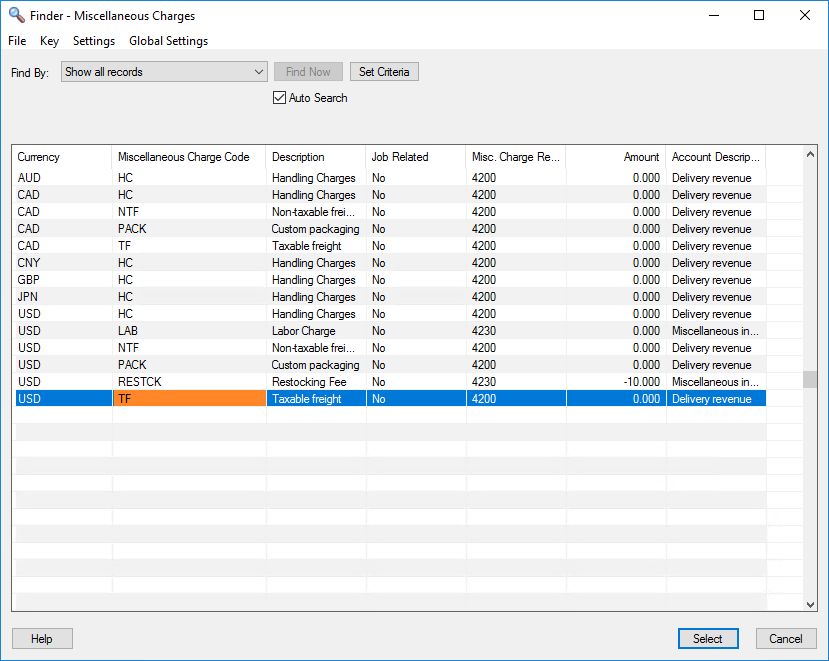 Finder - Miscellaneous Charges
File Key Settings Global Settings
Find By: Show all records Find Now Set Criteria
Auto Search
Currency Miscellaneous Charge Code Description Job Related Misc. Charge Re... Amount Account Descrip...
AUD HC Handling Charges No 4200 0.000 Delivery revenue
CAD HC Handling Charges No 4200 0.000 Delivery revenue
CAD NTF Non-taxable frei... No 4200 0.000 Delivery revenue
CAD PACK Custom packaging No 4200 0.000 Delivery revenue
CAD TF Taxable freight No 4200 0.000 Delivery revenue
CNY HC Handling Charges No 4200 0.000 Delivery revenue
GBP HC Handling Charges No 4200 0.000 Delivery revenue
JPN HC Handling Charges No 4200 0.000 Delivery revenue
USD HC Handling Charges No 4200 0.000 Delivery revenue
USD LAB Labor Charge No 4230 0.000 Miscellaneous in...
USD NTF Non-taxable frei... No 4200 0.000 Delivery revenue
USD PACK Custom packaging No 4200 0.000 Delivery revenue
USD RESTCK Restocking Fee No 4230 -10.000 Miscellaneous in...
USD TF Taxable freight No 4200 0.000 Delivery revenue
Help Select Cancel